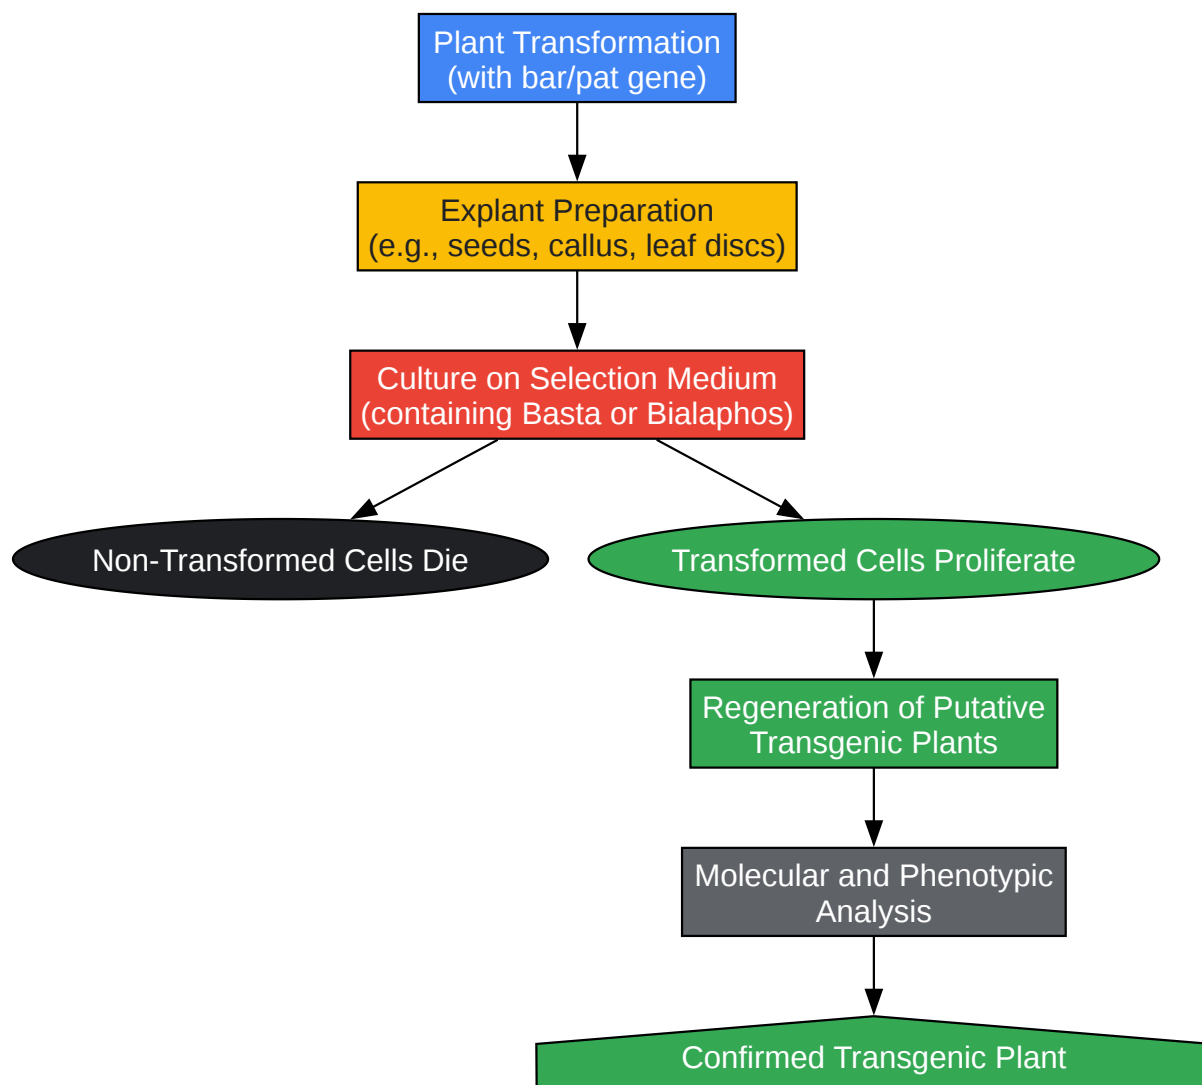 Plant Transformation
(with bar/pat gene)
Explant Preparation
(e.g., seeds, callus, leaf discs)
Culture on Selection Medium
(containing Basta or Bialaphos)
Non-Transformed Cells Die
Transformed Cells Proliferate
Regeneration of Putative
Transgenic Plants
Molecular and Phenotypic
Analysis
Confirmed Transgenic Plant